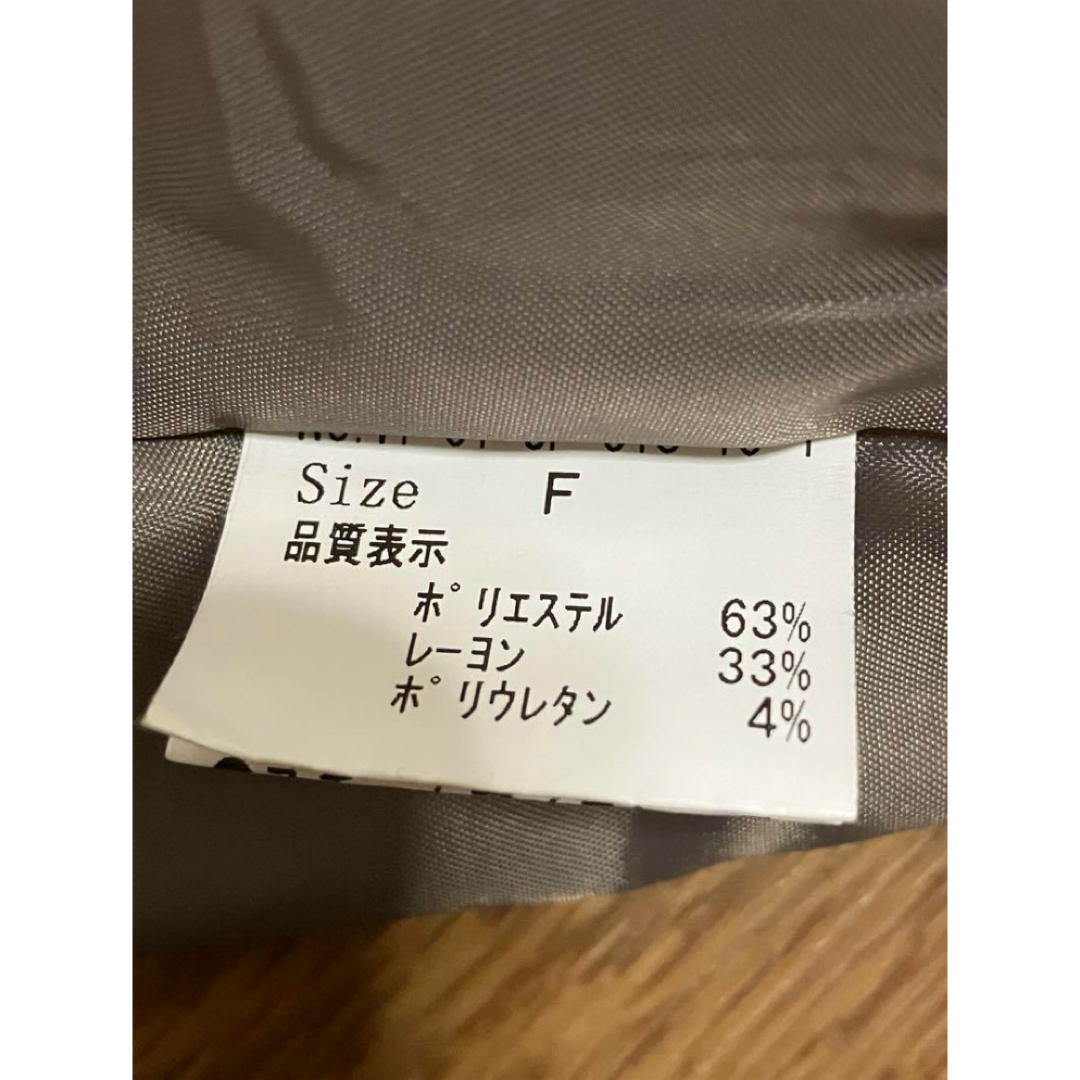 Size F
品質表示
ポリエステル 63%
レーヨン 33%
ポリウレタン 4%